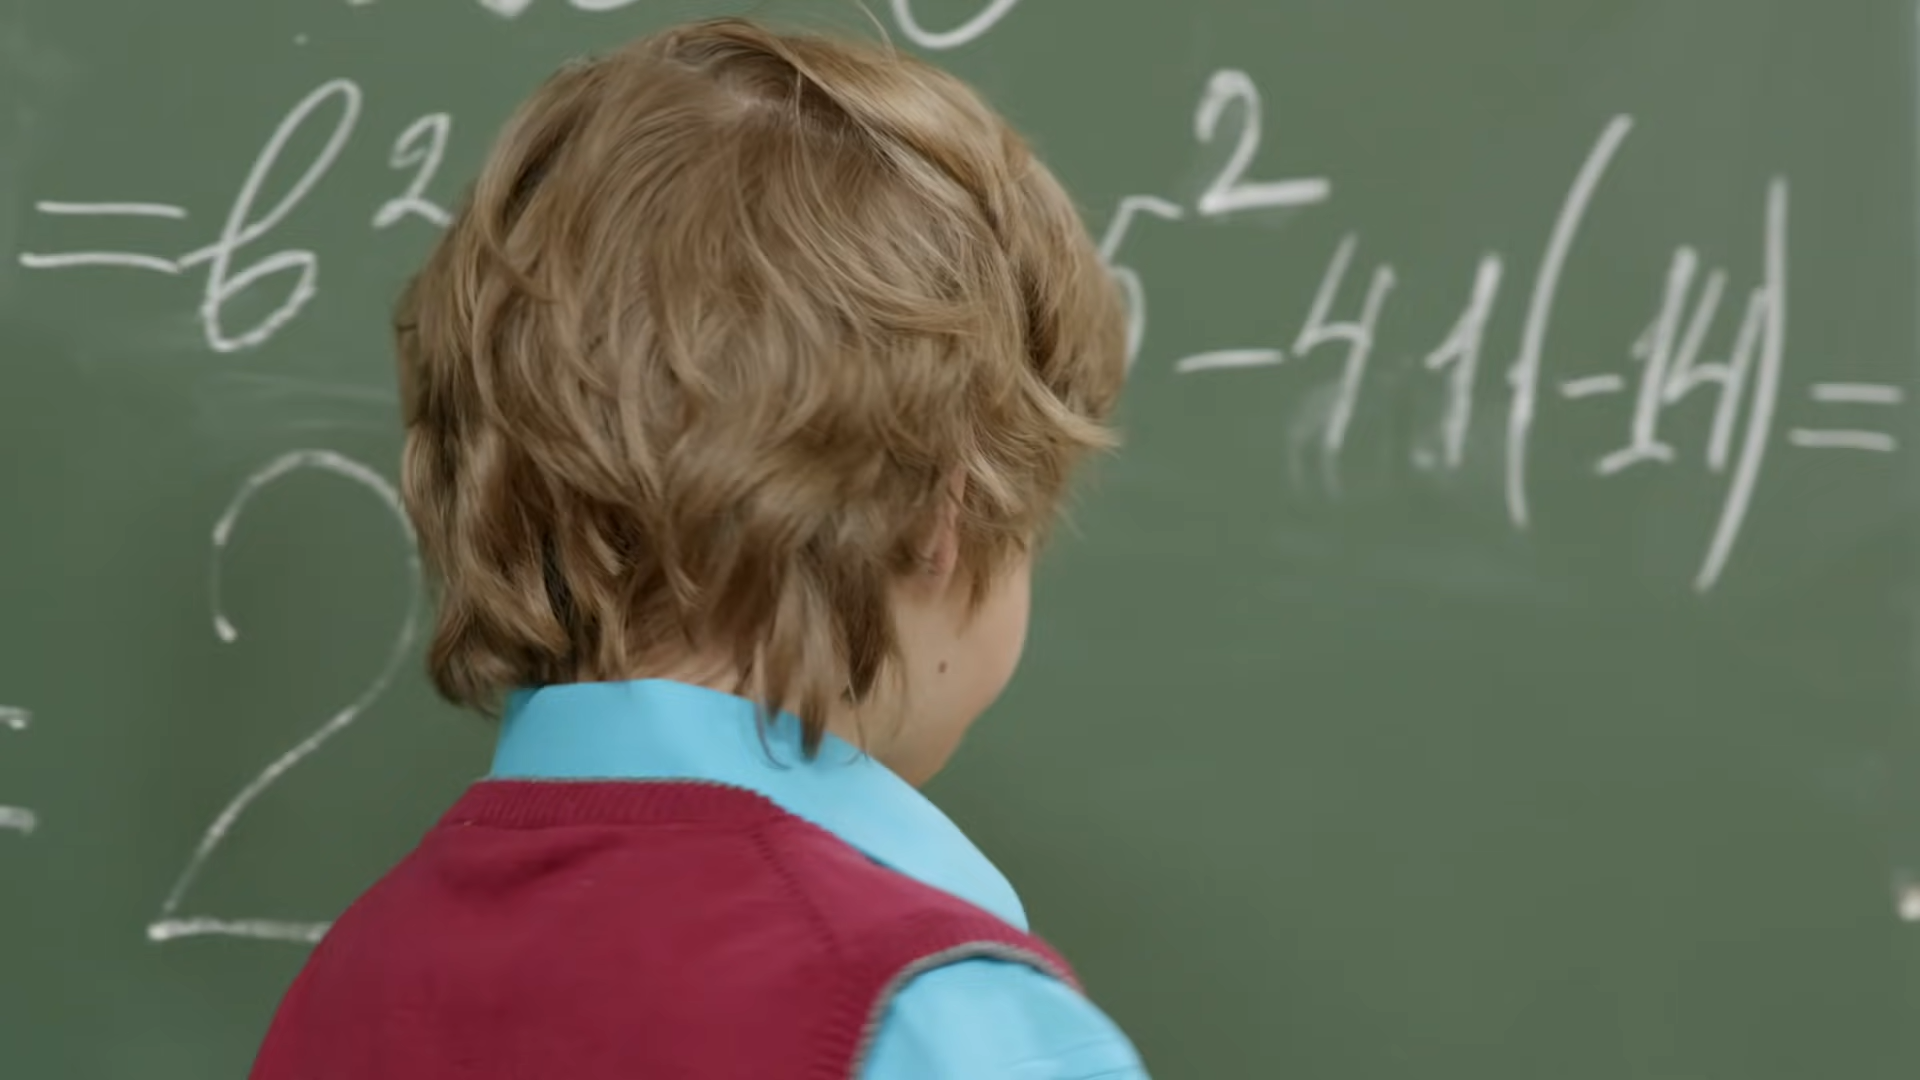 =b² 5²-4·1·(-14)=
= 2